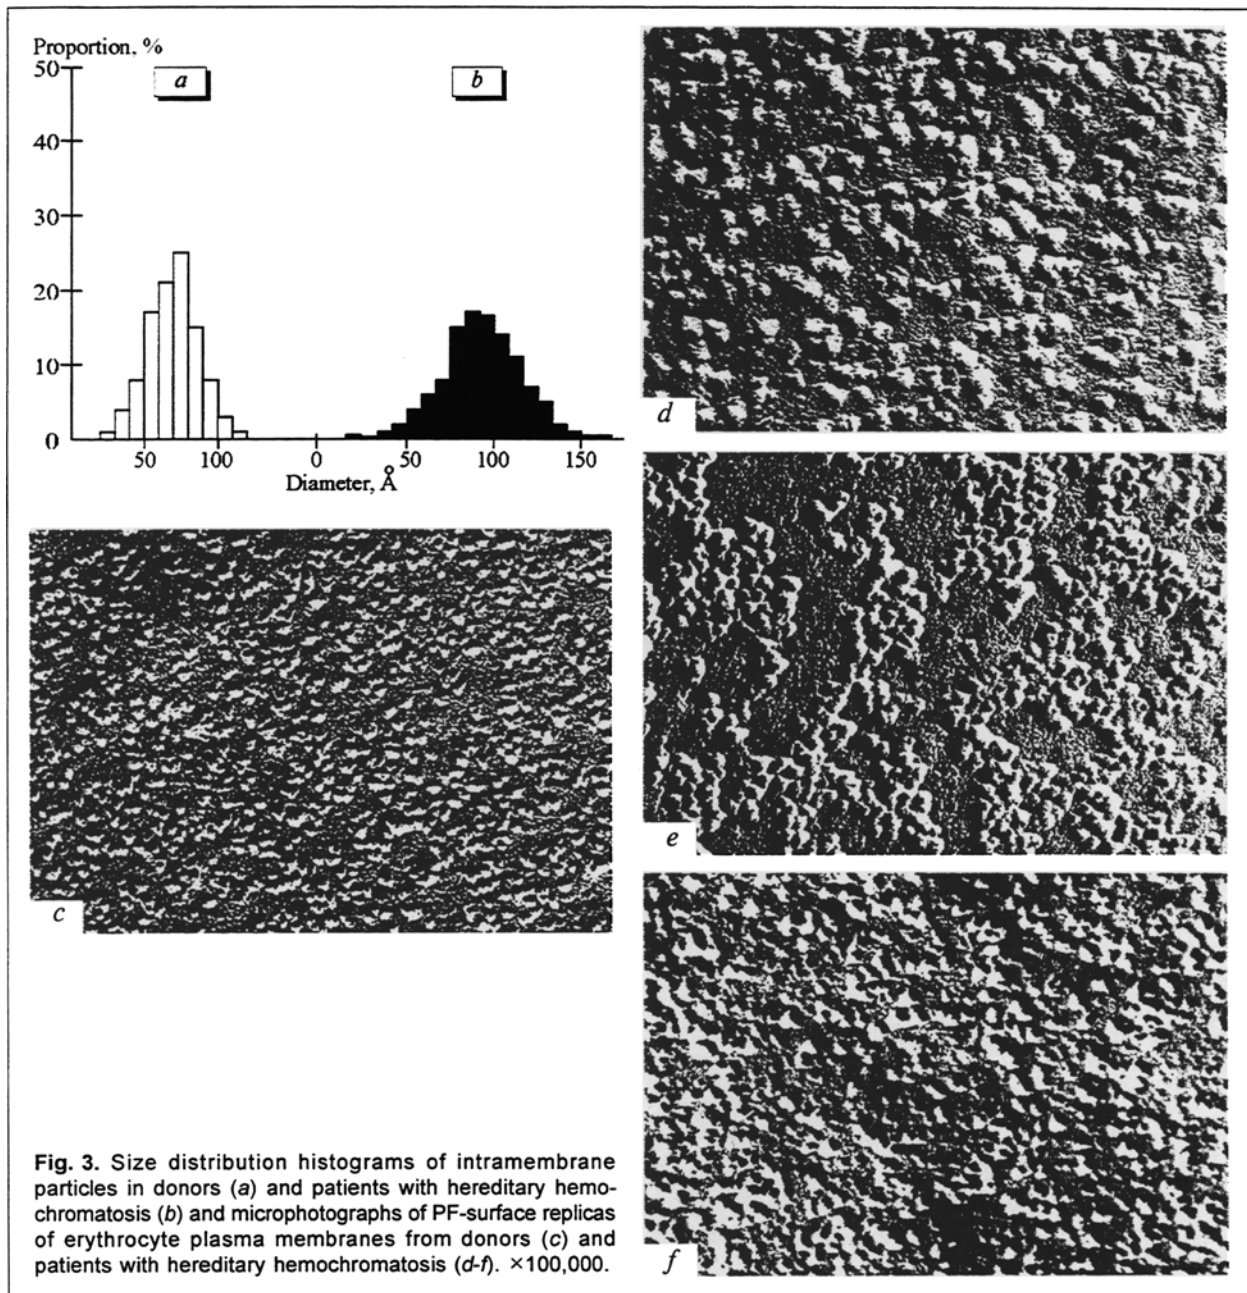 Proportion, %
50
a
b
40
30
20
10
0
50
100
0
50
100
150
Diameter, Å
c
d
e
f
Fig. 3. Size distribution histograms of intramembrane
particles in donors (a) and patients with hereditary hemo-
chromatosis (b) and microphotographs of PF-surface replicas
of erythrocyte plasma membranes from donors (c) and
patients with hereditary hemochromatosis (d-f). ×100,000.